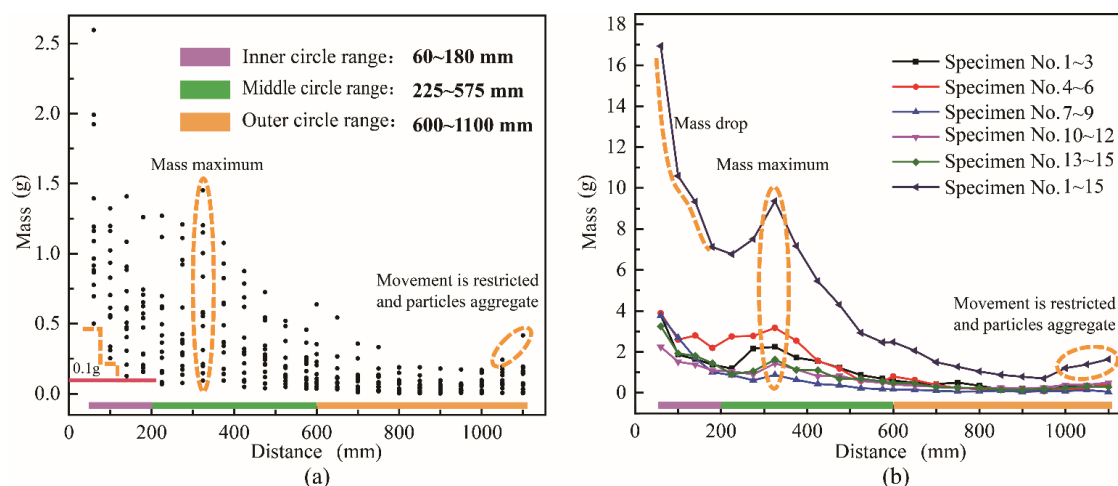 (a)
2.5
2.0
1.5
1.0
0.5
0.0
Mass (g)
Inner circle range: 60~180 mm
Middle circle range: 225~575 mm
Outer circle range: 600~1100 mm
Mass maximum
Movement is restricted
and particles aggregate
0.1g
0 200 400 600 800 1000
Distance (mm)
(a)
(b)
18
16
14
12
10
8
6
4
2
0
Mass (g)
Mass drop
Mass maximum
Specimen No. 1~3
Specimen No. 4~6
Specimen No. 7~9
Specimen No. 10~12
Specimen No. 13~15
Specimen No. 1~15
Movement is restricted
and particles aggregate
0 200 400 600 800 1000
Distance (mm)
(b)